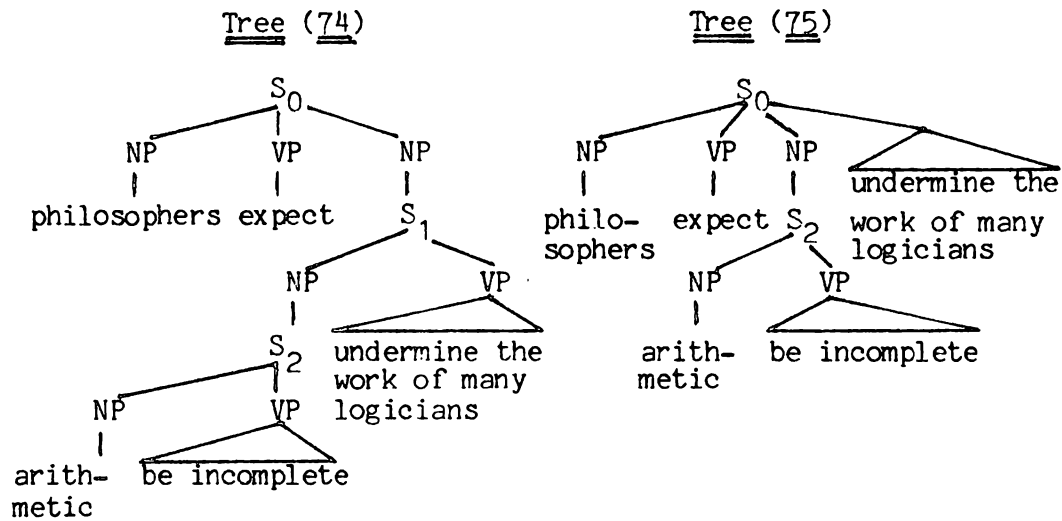 Tree (74)
S0
NP VP NP
philosophers expect
S1
NP VP
S2
undermine the
work of many
logicians
NP VP
arith-
metic
be incomplete
Tree (75)
S0
NP VP NP
undermine the
work of many
logicians
philo-
sophers
expect
S2
NP VP
arith-
metic
be incomplete